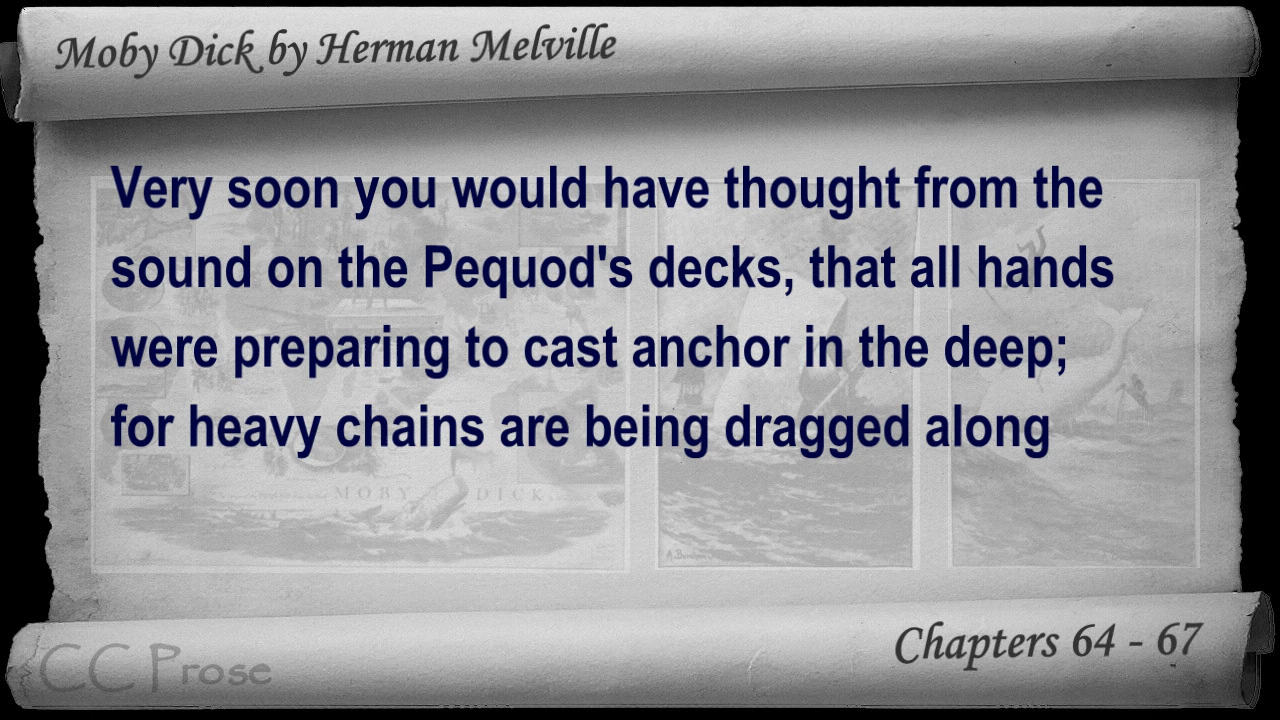 Moby Dick by Herman Melville
Very soon you would have thought from the
sound on the Pequod's decks, that all hands
were preparing to cast anchor in the deep;
for heavy chains are being dragged along
MOBY DICK
Chapters 64 - 67
CC Prose